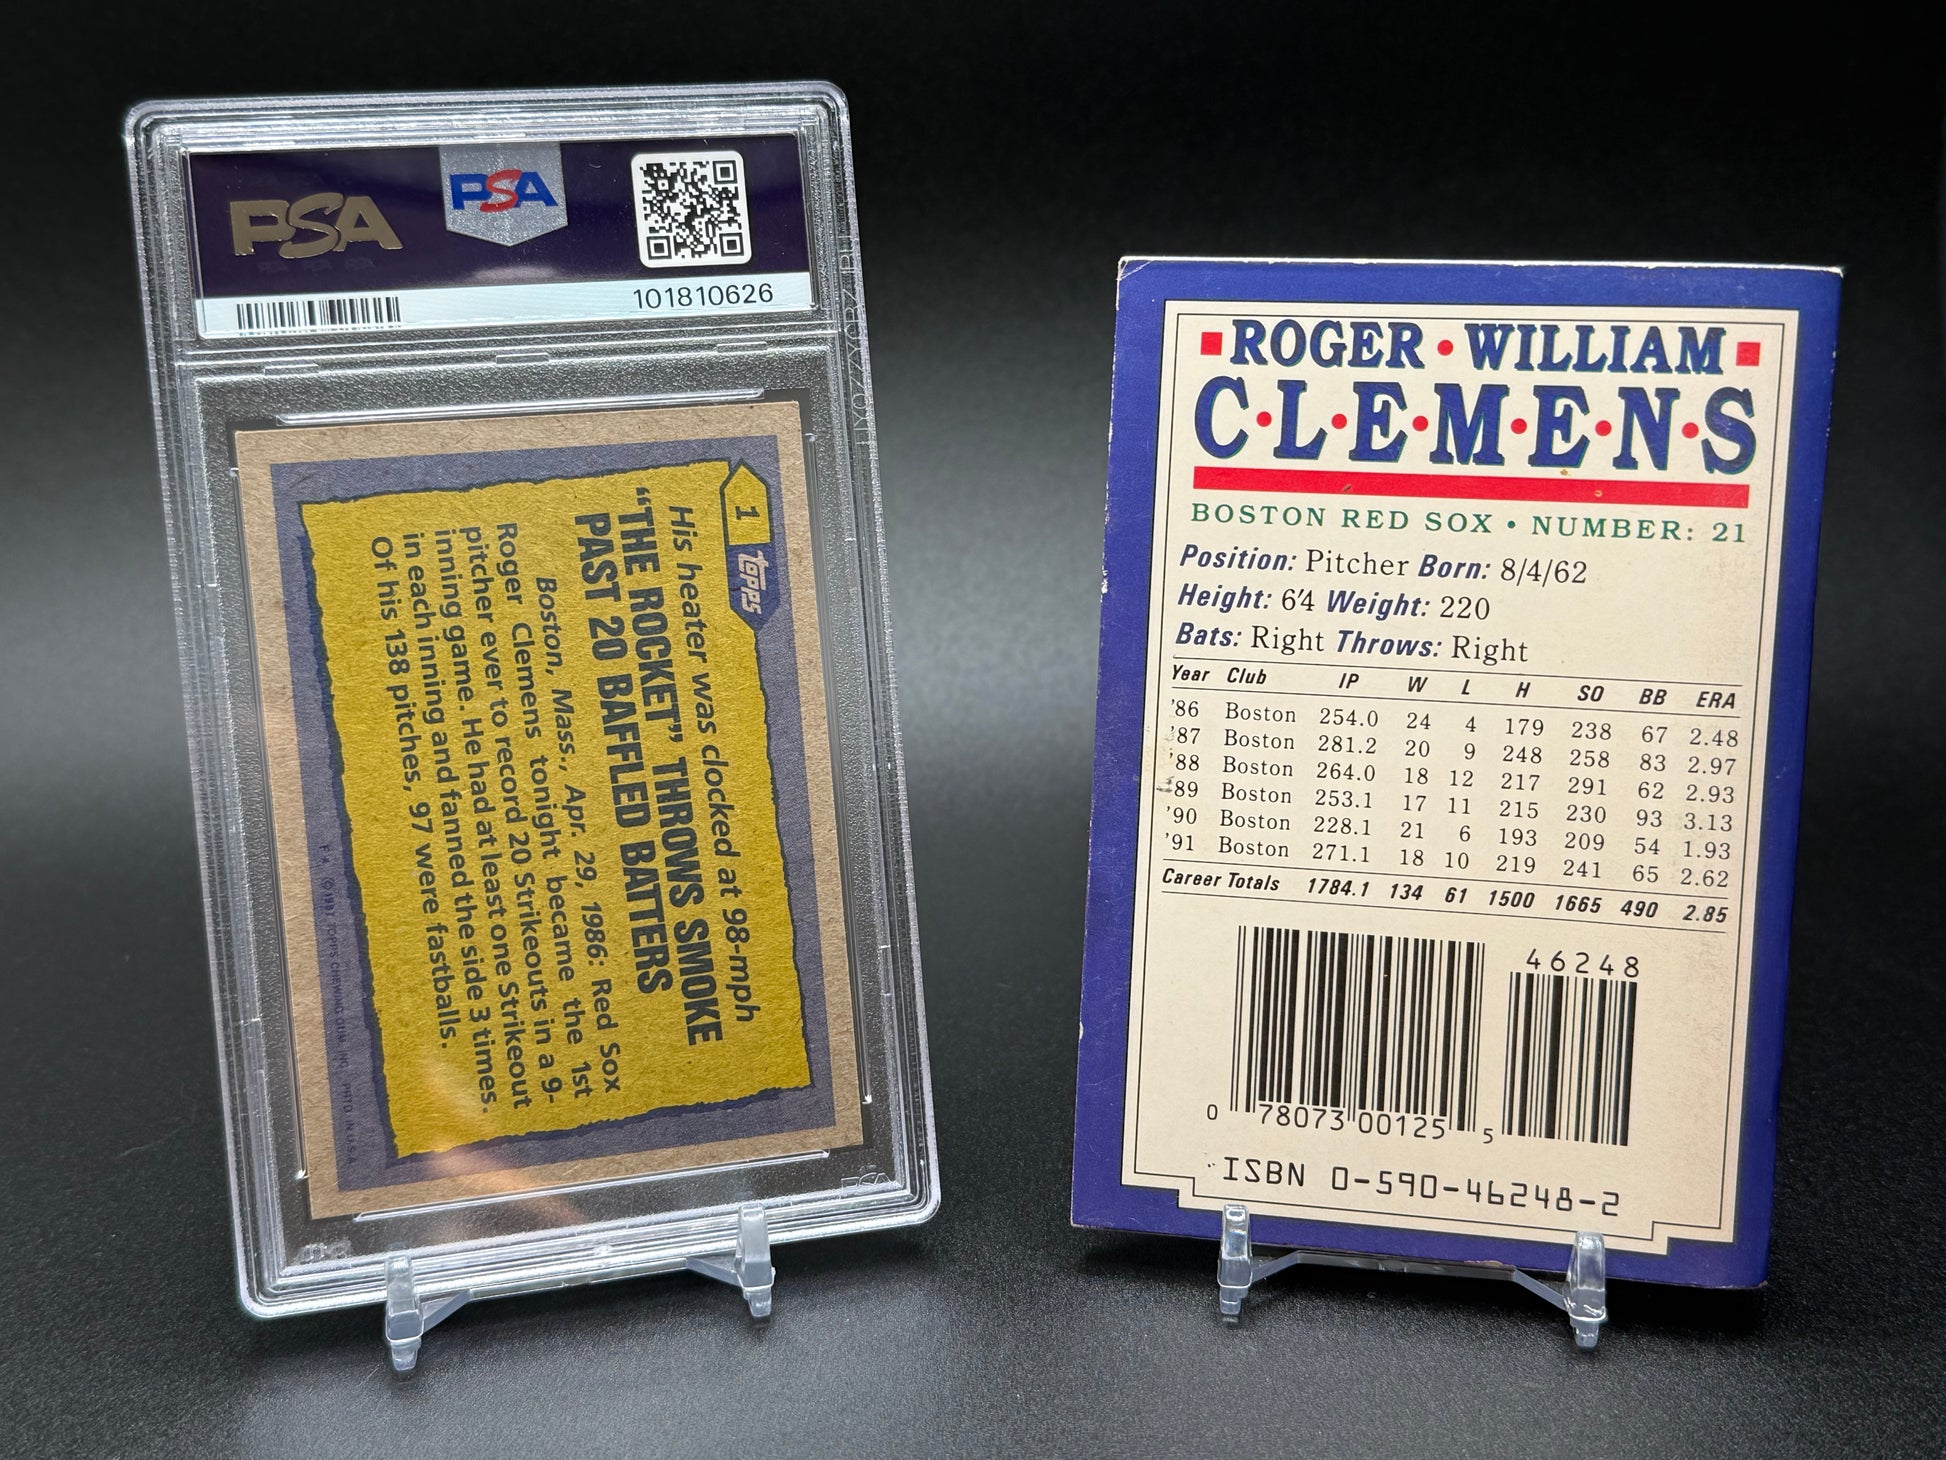 PSA
PSA
101810626
1
topps
His heater was clocked at 98-mph
"THE ROCKET", THROWS SMOKE
PAST 20 BAFFLED BATTERS
Boston, Mass., Apr. 29, 1986: Red Sox
Roger Clemens tonight became the 1st
pitcher ever to record 20 Strikeouts in a 9-
inning game. He had at least one Strikeout
in each inning and fanned the side 3 times.
Of his 138 pitches, 97 were fastballs.
©1987 TOPPS CHEWING GUM, INC. PRTD. IN U.S.A.
ROGER • WILLIAM
C•L•E•M•E•N•S
BOSTON RED SOX • NUMBER: 21
Position: Pitcher Born: 8/4/62
Height: 6'4 Weight: 220
Bats: Right Throws: Right
Year Club IP W L H SO BB ERA
'86 Boston 254.0 24 4 179 238 67 2.48
'87 Boston 281.2 20 9 248 258 83 2.97
'88 Boston 264.0 18 12 217 291 62 2.93
'89 Boston 253.1 17 11 215 230 93 3.13
'90 Boston 228.1 21 6 193 209 54 1.93
'91 Boston 271.1 18 10 219 241 65 2.62
Career Totals 1784.1 134 61 1500 1665 490 2.85
46248
0 78073 00125 5
ISBN 0-590-46248-2